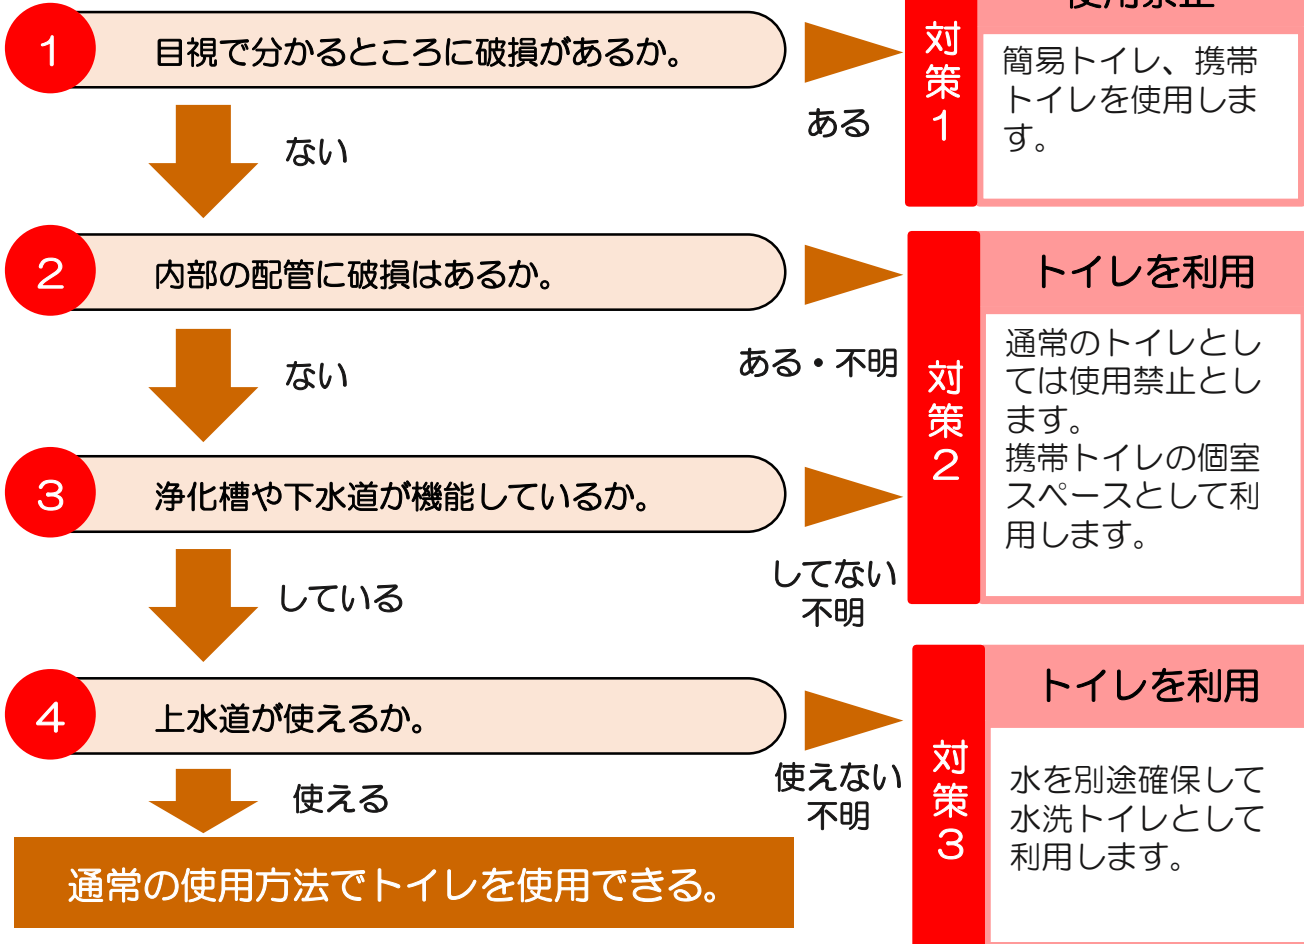 1
目視で分かるところに破損があるか。
ある
ない
対策1
簡易トイレ、携帯
トイレを使用しま
す。
2
内部の配管に破損はあるか。
ある・不明
ない
対策2
トイレを利用
通常のトイレとし
ては使用禁止とし
ます。
携帯トイレの個室
スペースとして利
用します。
3
浄化槽や下水道が機能しているか。
してない
不明
している
4
上水道が使えるか。
使えない
不明
使える
対策3
トイレを利用
水を別途確保して
水洗トイレとして
利用します。
通常の使用方法でトイレを使用できる。